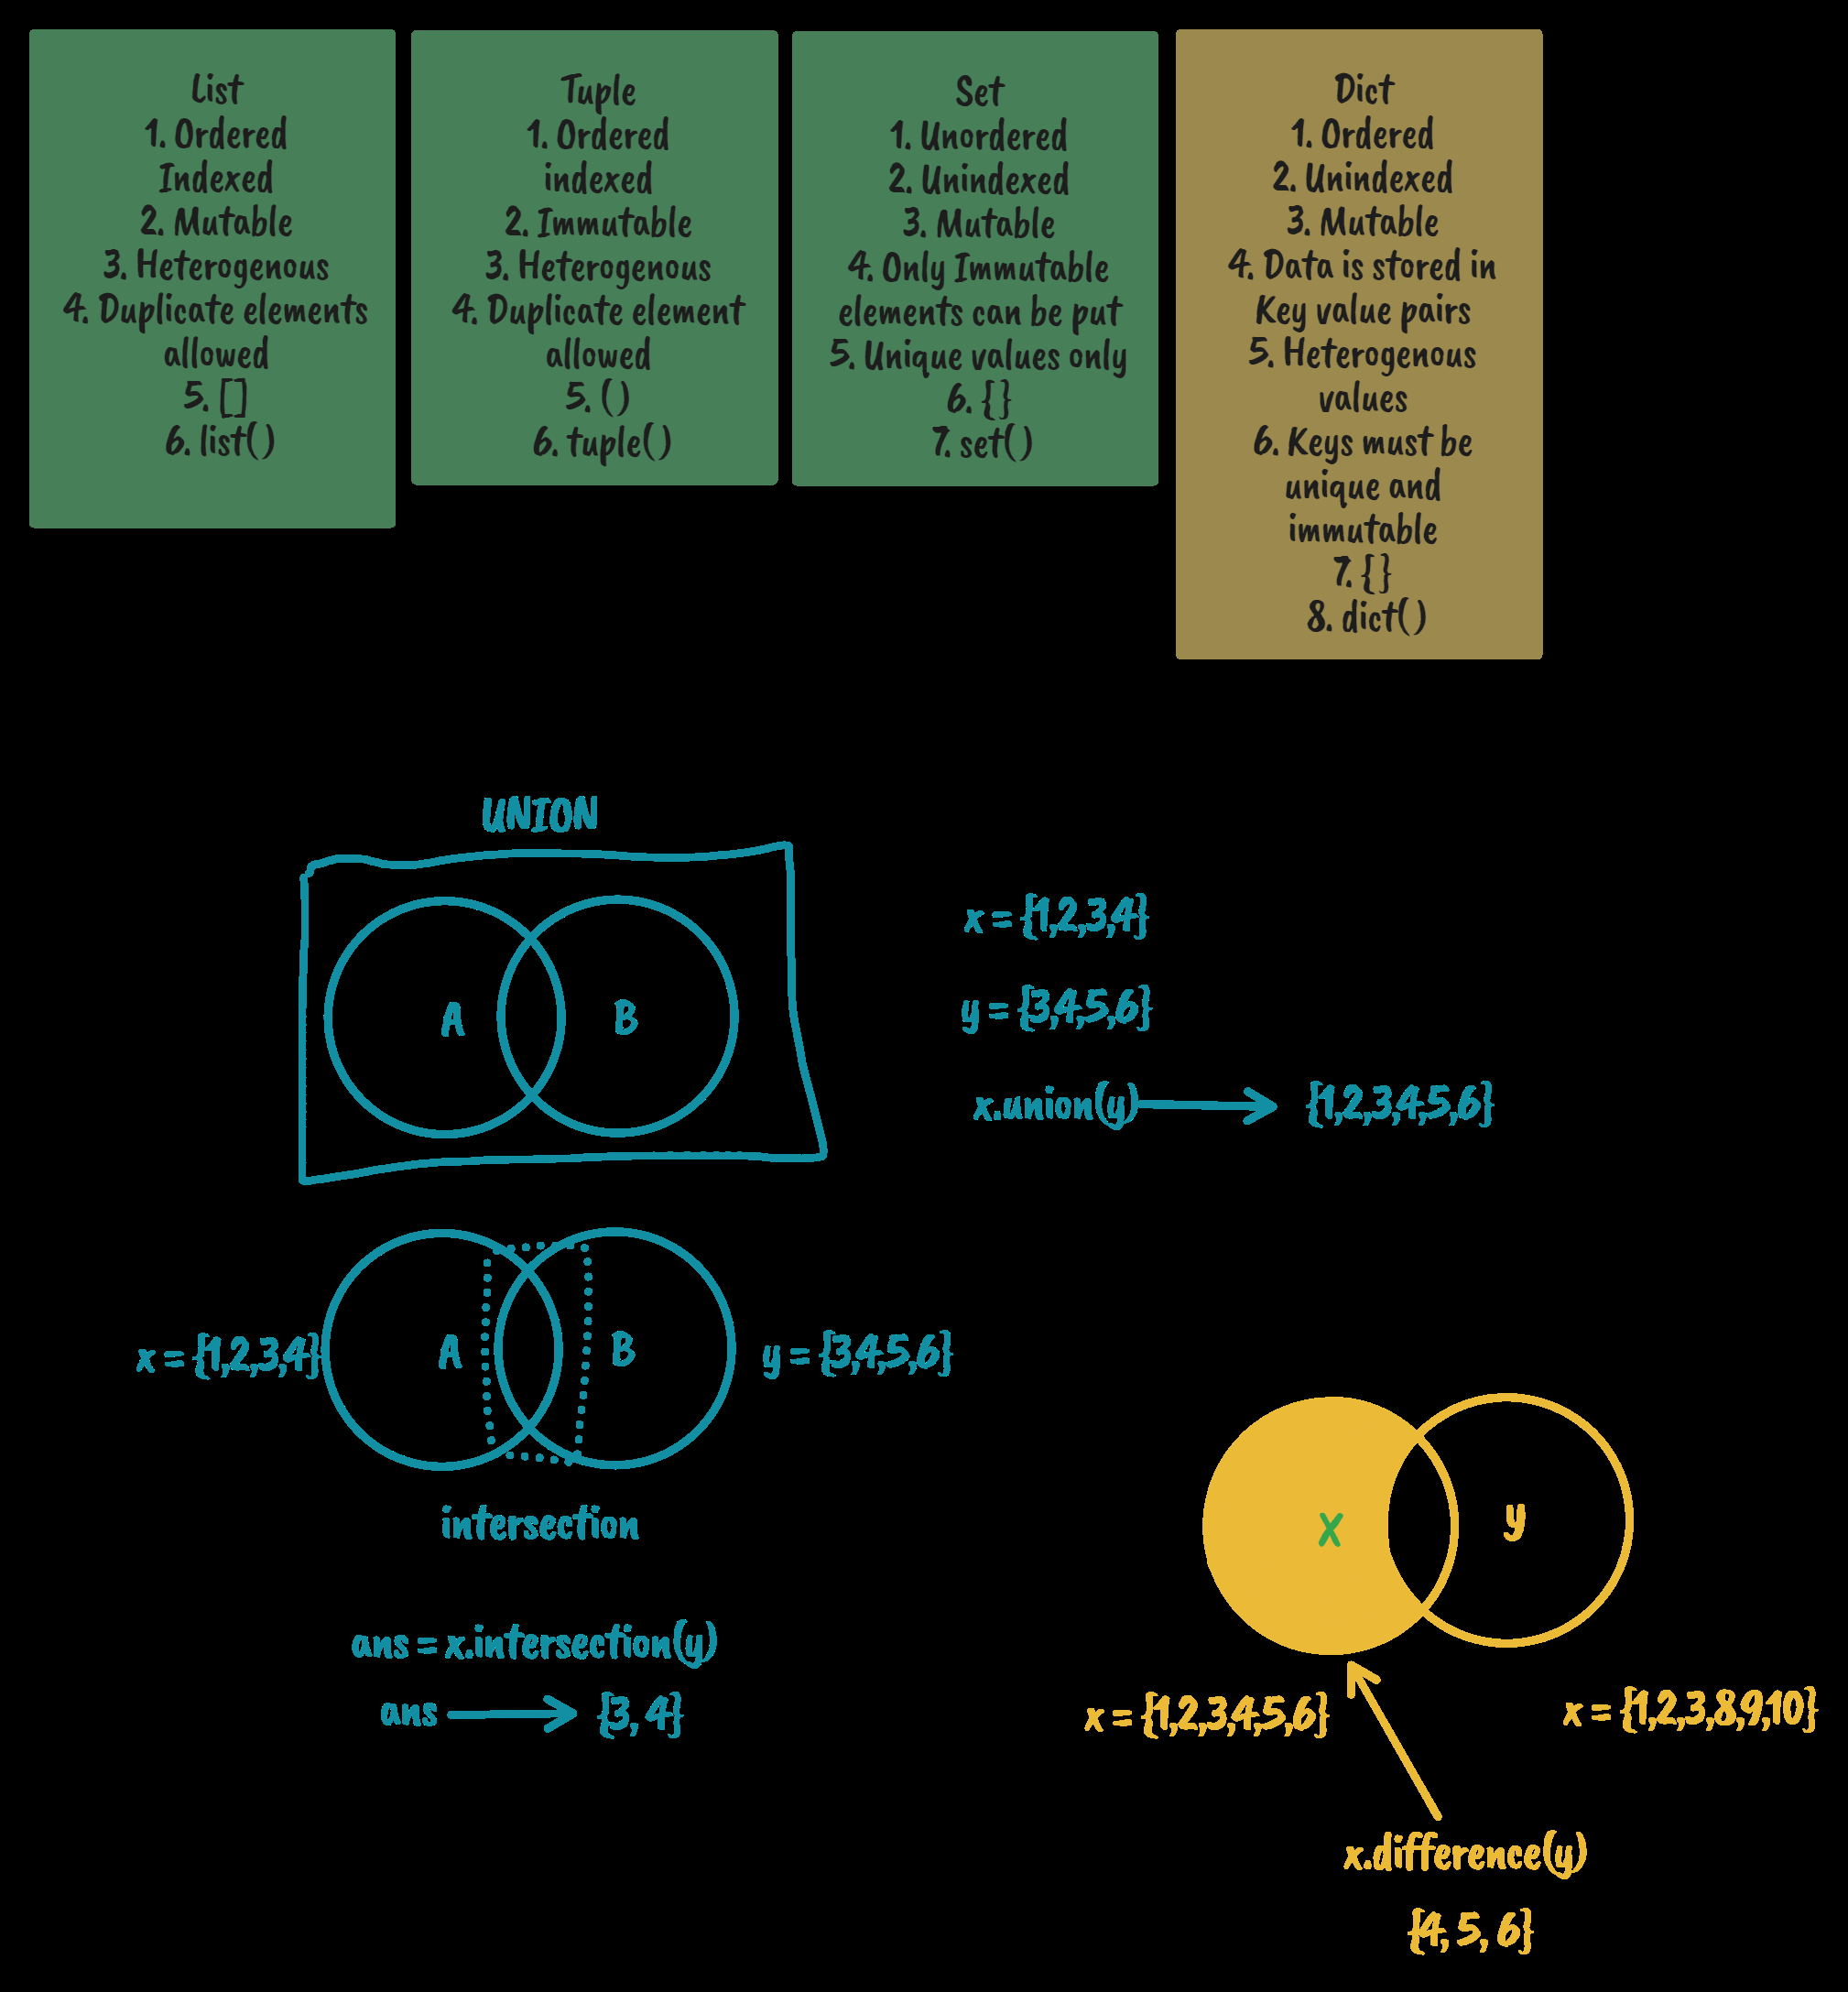 List
1. Ordered
Indexed
2. Mutable
3. Heterogenous
4. Duplicate elements
allowed
5. []
6. list()
Tuple
1. Ordered
indexed
2. Immutable
3. Heterogenous
4. Duplicate element
allowed
5. ()
6. tuple()
Set
1. Unordered
2. Unindexed
3. Mutable
4. Only Immutable
elements can be put
5. Unique values only
6. {}
7. set()
Dict
1. Ordered
2. Unindexed
3. Mutable
4. Data is stored in
Key value pairs
5. Heterogenous
values
6. Keys must be
unique and
immutable
7. {}
8. dict()
UNION
A
B
x = {1,2,3,4}
y = {3,4,5,6}
x.union(y)
{1,2,3,4,5,6}
x = {1,2,3,4}
A
B
y = {3,4,5,6}
intersection
ans = x.intersection(y)
ans
{3, 4}
X
y
x = {1,2,3,4,5,6}
x = {1,2,3,8,9,10}
x.difference(y)
{4, 5, 6}